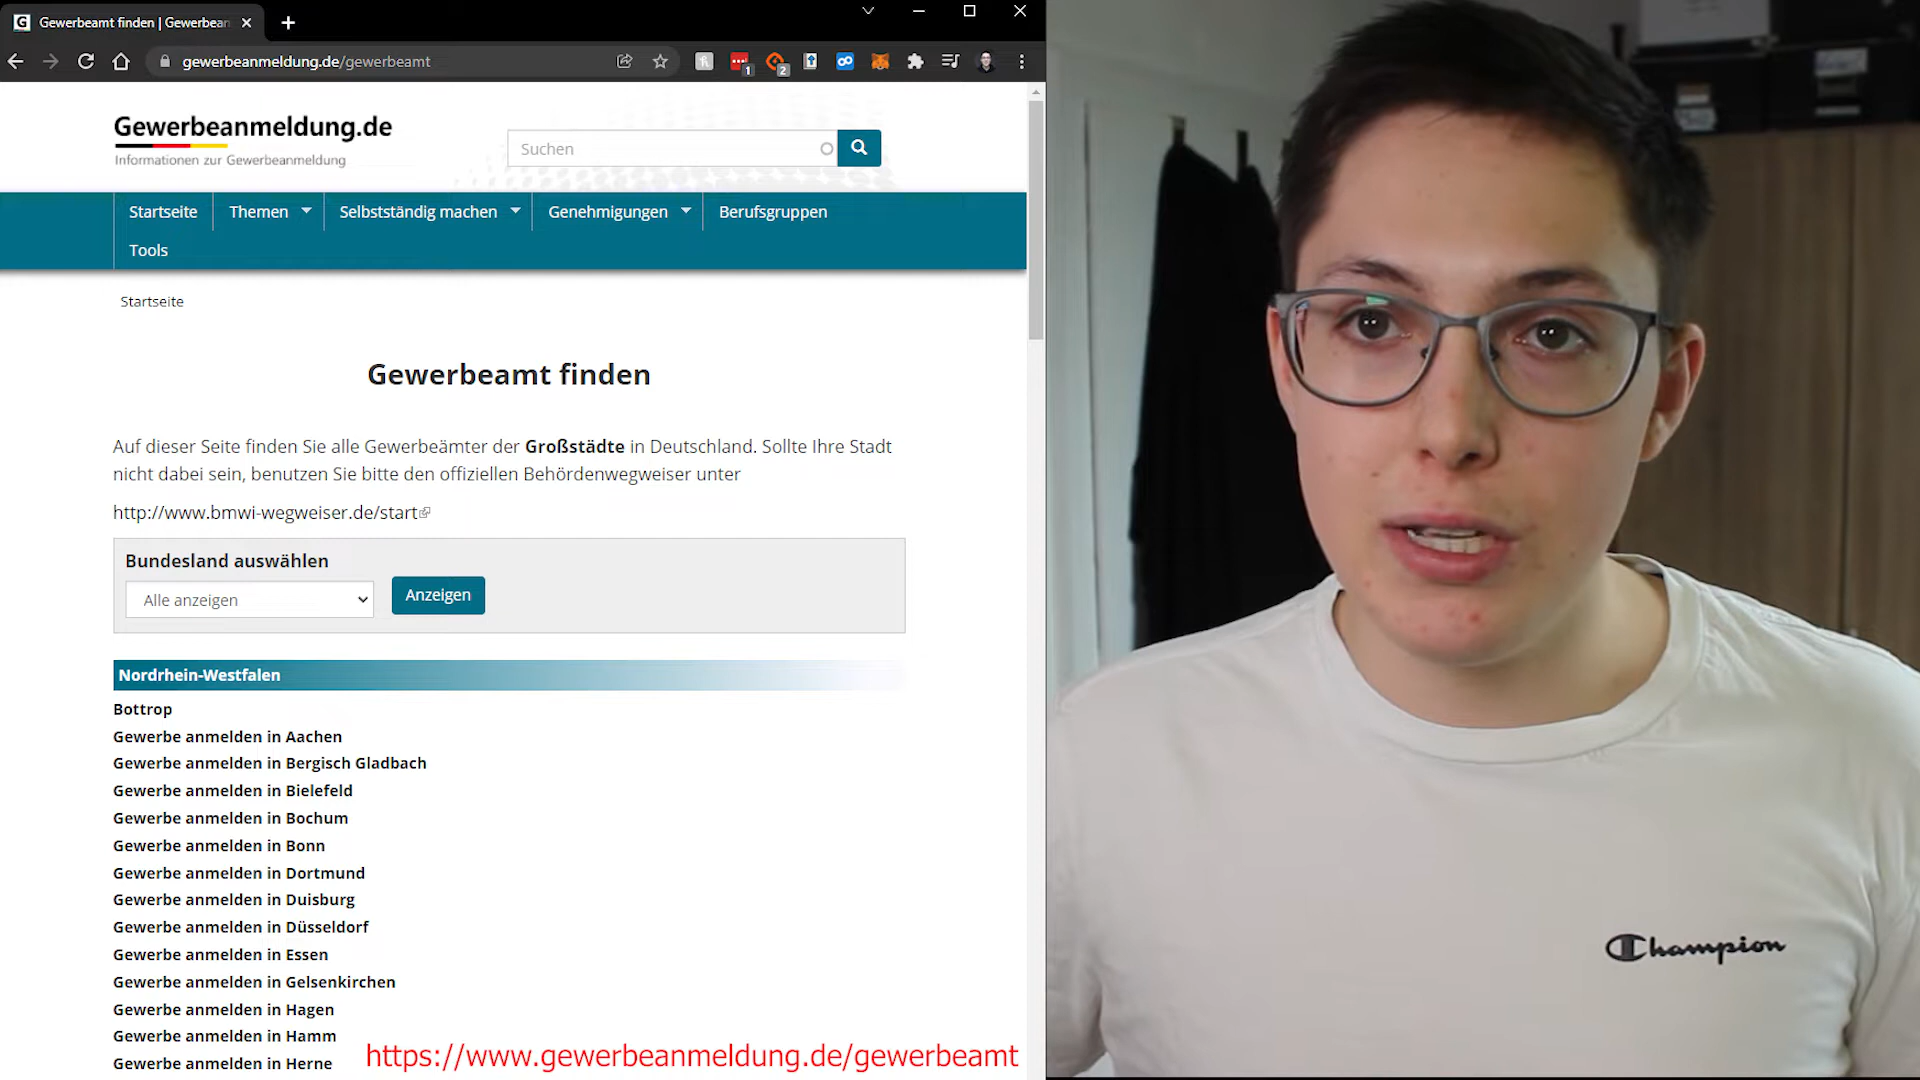 Gewerbeamt finden | Gewerbean
gewerbeanmeldung.de/gewerbeamt
1
2
Gewerbeanmeldung.de
Informationen zur Gewerbeanmeldung
Suchen
Startseite
Themen
Selbstständig machen
Genehmigungen
Berufsgruppen
Tools
Startseite
Gewerbeamt finden
Auf dieser Seite finden Sie alle Gewerbeämter der Großstädte in Deutschland. Sollte Ihre Stadt
nicht dabei sein, benutzen Sie bitte den offiziellen Behördenwegweiser unter
http://www.bmwi-wegweiser.de/start
Bundesland auswählen
Alle anzeigen
Anzeigen
Nordrhein-Westfalen
Bottrop
Gewerbe anmelden in Aachen
Gewerbe anmelden in Bergisch Gladbach
Gewerbe anmelden in Bielefeld
Gewerbe anmelden in Bochum
Gewerbe anmelden in Bonn
Gewerbe anmelden in Dortmund
Gewerbe anmelden in Duisburg
Gewerbe anmelden in Düsseldorf
Gewerbe anmelden in Essen
Gewerbe anmelden in Gelsenkirchen
Gewerbe anmelden in Hagen
Gewerbe anmelden in Hamm
Gewerbe anmelden in Herne
https://www.gewerbeanmeldung.de/gewerbeamt
Champion